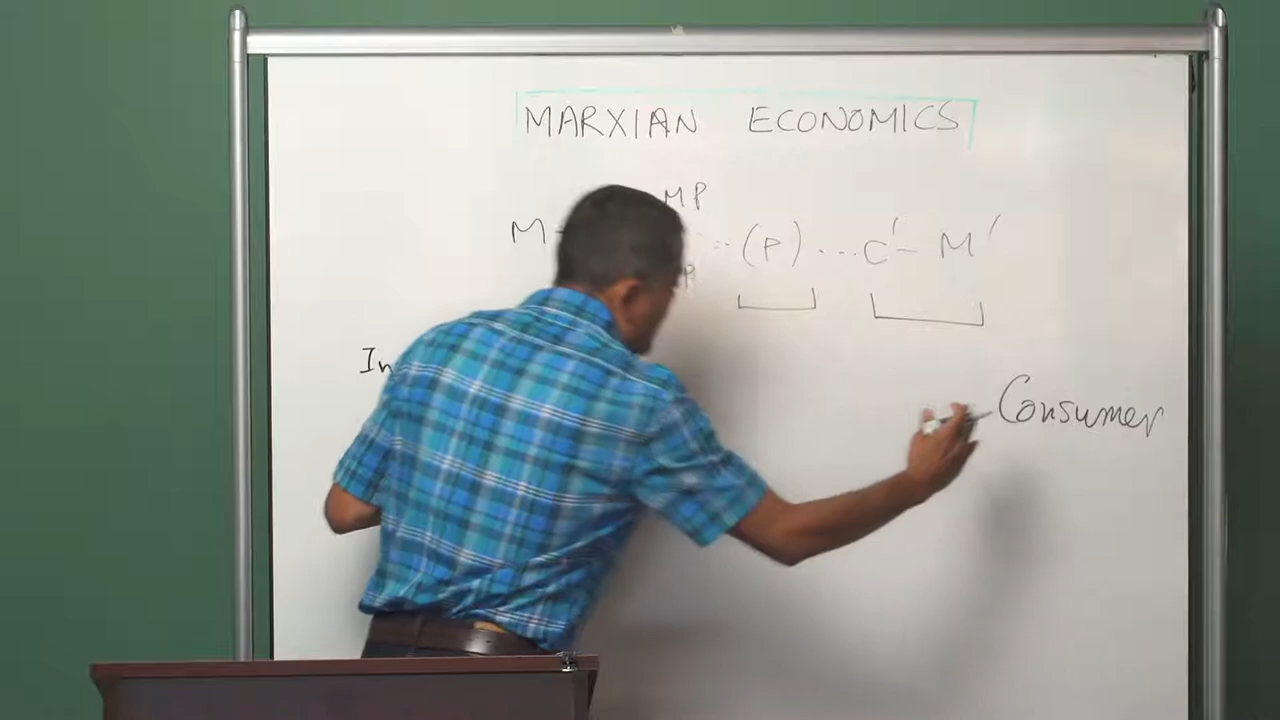 MARXIAN ECONOMICS
MP
M - ... (P) ... C' - M'
P
In
Consumer